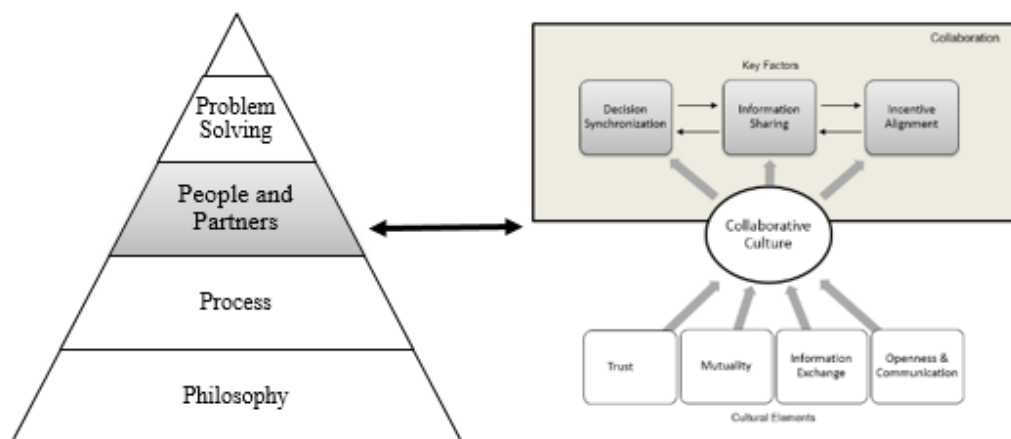 Problem
Solving
People and
Partners
Process
Philosophy
Collaboration
Key Factors
Decision
Synchronization
Information
Sharing
Incentive
Alignment
Collaborative
Culture
Trust
Mutuality
Information
Exchange
Openness &
Communication
Cultural Elements